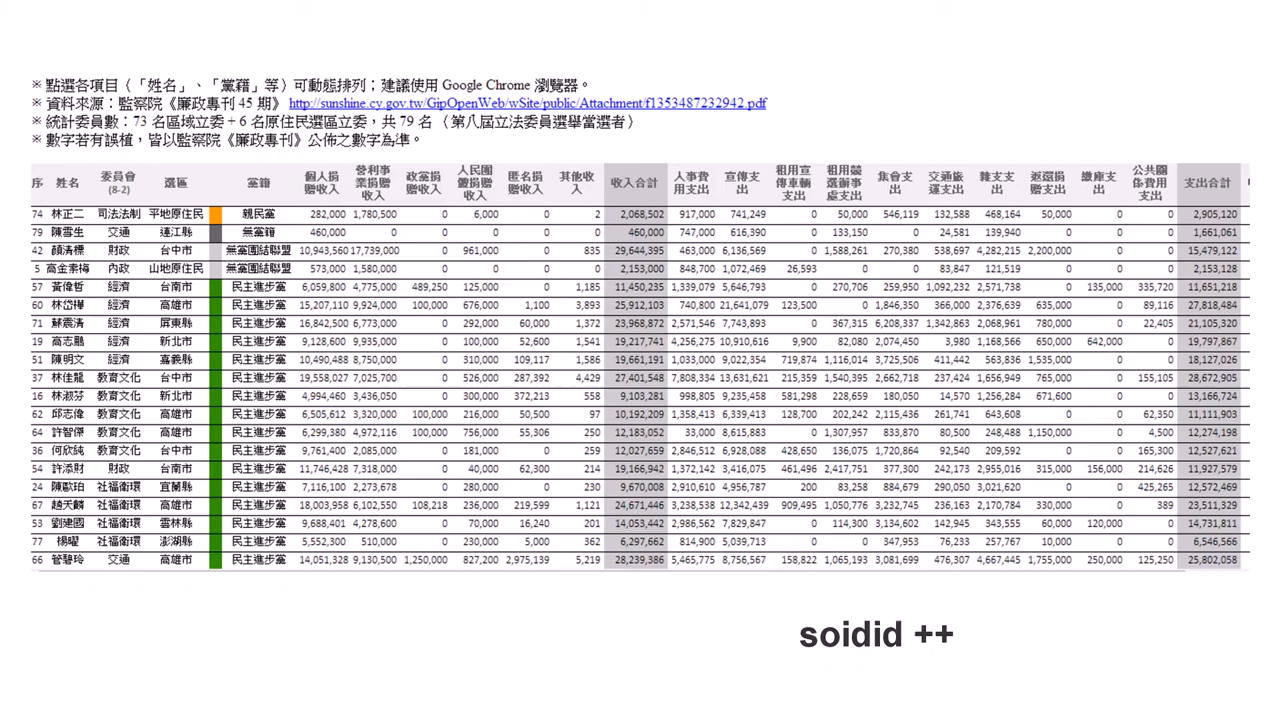 ※ 點選各項目（「姓名」、「黨籍」等）可動態排列；建議使用 Google Chrome 瀏覽器。
※ 資料來源：監察院《廉政專刊 45 期》 http://sunshine.cy.gov.tw/GipOpenWeb/wSite/public/Attachment/f1353487232942.pdf
※ 統計委員數：73 名區域立委 + 6 名原住民選區立委，共 79 名 （第八屆立法委員選舉當選者）
※ 數字若有誤植，皆以監察院《廉政專刊》公佈之數字為準。
序 姓名 委員會(8-2) 選區 黨籍 個人捐贈收入 營利事業捐贈收入 政黨捐贈收入 人民團體捐贈收入 匿名捐贈收入 其他收入 收入合計 人事費用支出 宣傳支出 租用宣傳車輛支出 租用競選辦事處支出 集會支出 交通旅運支出 雜支支出 返還捐贈支出 繳庫支出 公共關係費用支出 支出合計
74 林正二 司法法制 平地原住民 親民黨 282,000 1,780,500 0 6,000 0 2 2,068,502 917,000 741,249 0 50,000 546,119 132,588 468,164 50,000 0 0 2,905,120
79 陳雪生 交通 連江縣 無黨籍 460,000 0 0 0 0 0 460,000 747,000 616,390 0 133,150 0 24,581 139,940 0 0 0 1,661,061
42 顏清標 財政 台中市 無黨團結聯盟 10,943,560 17,739,000 0 961,000 0 835 29,644,395 463,000 6,136,569 0 1,588,261 270,380 538,697 4,282,215 2,200,000 0 0 15,479,122
5 高金素梅 內政 山地原住民 無黨團結聯盟 573,000 1,580,000 0 0 0 0 2,153,000 848,700 1,072,469 26,593 0 0 83,847 121,519 0 0 0 2,153,128
57 黃偉哲 經濟 台南市 民主進步黨 6,059,800 4,775,000 489,250 125,000 0 1,185 11,450,235 1,339,079 5,646,793 0 270,706 259,950 1,092,232 2,571,738 0 135,000 335,720 11,651,218
60 林岱樺 經濟 高雄市 民主進步黨 15,207,110 9,924,000 100,000 676,000 1,100 3,893 25,912,103 740,800 21,641,079 123,500 0 1,846,350 366,000 2,376,639 635,000 0 89,116 27,818,484
71 蘇震清 經濟 屏東縣 民主進步黨 16,842,500 6,773,000 0 292,000 60,000 1,372 23,968,872 2,571,546 7,743,893 0 367,315 6,208,337 1,342,863 2,068,961 780,000 0 22,405 21,105,320
19 高志鵬 經濟 新北市 民主進步黨 9,128,600 9,935,000 0 100,000 52,600 1,541 19,217,741 4,256,275 10,910,616 9,900 82,080 2,074,450 3,980 1,168,566 650,000 642,000 0 19,797,867
51 陳明文 經濟 嘉義縣 民主進步黨 10,490,488 8,750,000 0 310,000 109,117 1,586 19,661,191 1,033,000 9,022,354 719,874 1,116,014 3,725,506 411,442 563,836 1,535,000 0 0 18,127,026
37 林佳龍 教育文化 台中市 民主進步黨 19,558,027 7,025,700 0 526,000 287,392 4,429 27,401,548 7,808,334 13,631,621 215,359 1,540,395 2,662,718 237,424 1,656,949 765,000 0 155,105 28,672,905
16 林淑芬 教育文化 新北市 民主進步黨 4,994,460 3,436,050 0 300,000 372,213 558 9,103,281 998,805 9,235,458 581,298 228,659 180,050 14,570 1,256,284 671,600 0 0 13,166,724
62 邱志偉 教育文化 高雄市 民主進步黨 6,505,612 3,320,000 100,000 216,000 50,500 97 10,192,209 1,358,413 6,339,413 128,700 202,242 2,115,436 261,741 643,608 0 0 62,350 11,111,903
64 許智傑 教育文化 高雄市 民主進步黨 6,299,380 4,972,116 100,000 756,000 55,306 250 12,183,052 33,000 8,615,883 0 1,307,957 833,870 80,500 248,488 1,150,000 0 4,500 12,274,198
36 何欣純 教育文化 台中市 民主進步黨 9,761,400 2,085,000 0 181,000 0 259 12,027,659 2,846,512 6,928,088 428,650 136,075 1,720,864 92,540 209,592 0 0 165,300 12,527,621
54 許添財 財政 台南市 民主進步黨 11,746,428 7,318,000 0 40,000 62,300 214 19,166,942 1,372,142 3,416,075 461,496 2,417,751 377,300 242,173 2,955,016 315,000 156,000 214,626 11,927,579
24 陳歐珀 社福衛環 宜蘭縣 民主進步黨 7,116,100 2,273,678 0 280,000 0 230 9,670,008 2,910,610 4,956,787 200 83,258 884,679 290,050 3,021,620 0 0 425,265 12,572,469
67 趙天麟 社福衛環 高雄市 民主進步黨 18,003,958 6,102,550 108,218 236,000 219,599 1,121 24,671,446 3,238,538 12,342,439 909,495 1,050,776 3,232,745 236,163 2,170,784 330,000 0 389 23,511,329
53 劉建國 社福衛環 雲林縣 民主進步黨 9,688,401 4,278,600 0 70,000 16,240 201 14,053,442 2,986,562 7,829,847 0 114,300 3,134,602 142,945 343,555 60,000 120,000 0 14,731,811
77 楊曜 社福衛環 澎湖縣 民主進步黨 5,552,300 510,000 0 230,000 5,000 362 6,297,662 814,900 5,039,713 0 0 347,953 76,233 257,767 10,000 0 0 6,546,566
66 管碧玲 交通 高雄市 民主進步黨 14,051,328 9,130,500 1,250,000 827,200 2,975,139 5,219 28,239,386 5,465,775 8,756,567 158,822 1,065,193 3,081,699 476,307 4,667,445 1,755,000 250,000 125,250 25,802,058
soidid ++